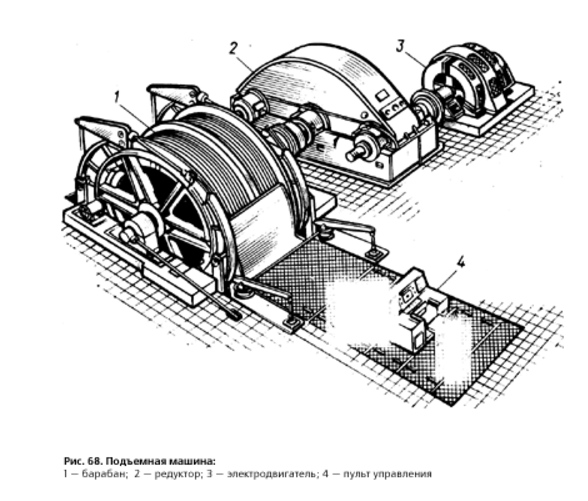 2
3
1
4
Рис. 68. Подъемная машина:
1 — барабан; 2 — редуктор; 3 — электродвигатель; 4 — пульт управления